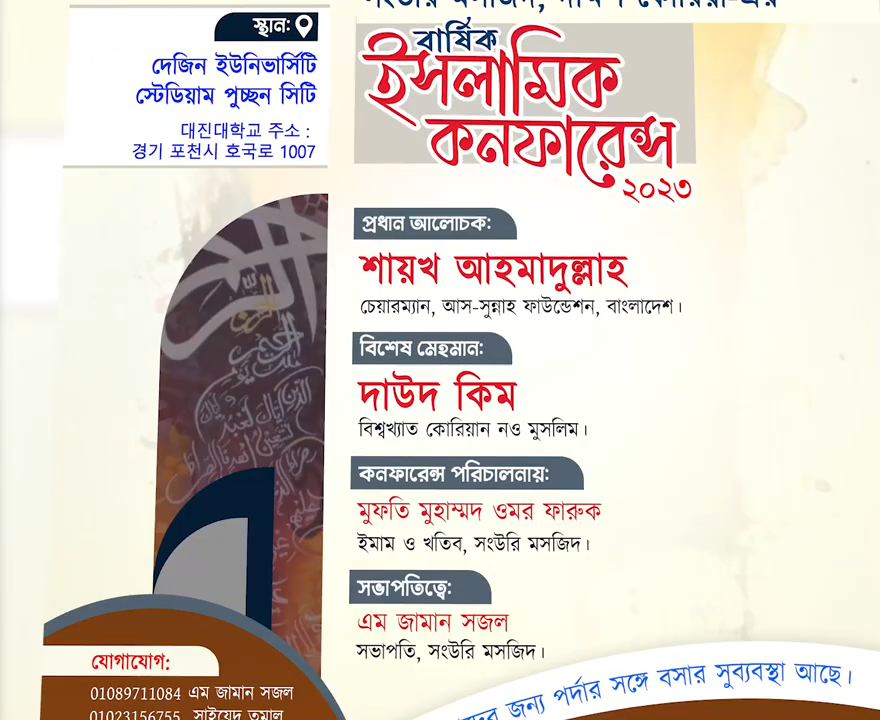 স্থান:
দেজিন ইউনিভার্সিটি
স্টেডিয়াম পুচ্ছন সিটি
대진대학교 주소 :
경기 포천시 호국로 1007
বার্ষিক
ইসলামিক
কনফারেন্স
২০২৩
প্রধান আলোচক:
শায়খ আহমাদুল্লাহ
চেয়ারম্যান, আস-সুন্নাহ ফাউন্ডেশন, বাংলাদেশ।
বিশেষ মেহমান:
দাউদ কিম
বিশ্বখ্যাত কোরিয়ান নও মুসলিম।
কনফারেন্স পরিচালনায়:
মুফতি মুহাম্মদ ওমর ফারুক
ইমাম ও খতিব, সংউরি মসজিদ।
সভাপতিত্বে:
এম জামান সজল
সভাপতি, সংউরি মসজিদ।
যোগাযোগ:
01089711084 এম জামান সজল
01023156755 সাইয়েদ তমাল
জন্য পর্দার সঙ্গে বসার সুব্যবস্থা আছে।